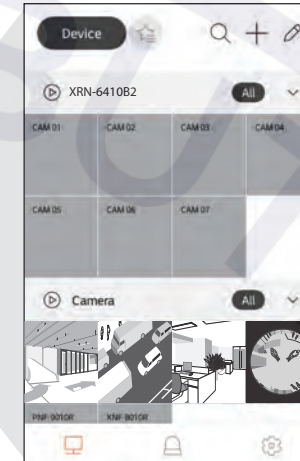 Device
XRN-6410B2 All
CAM 01 CAM 02 CAM 03 CAM 04
CAM 05 CAM 06 CAM 07
Camera All
PNF-9010R XNF-8010R